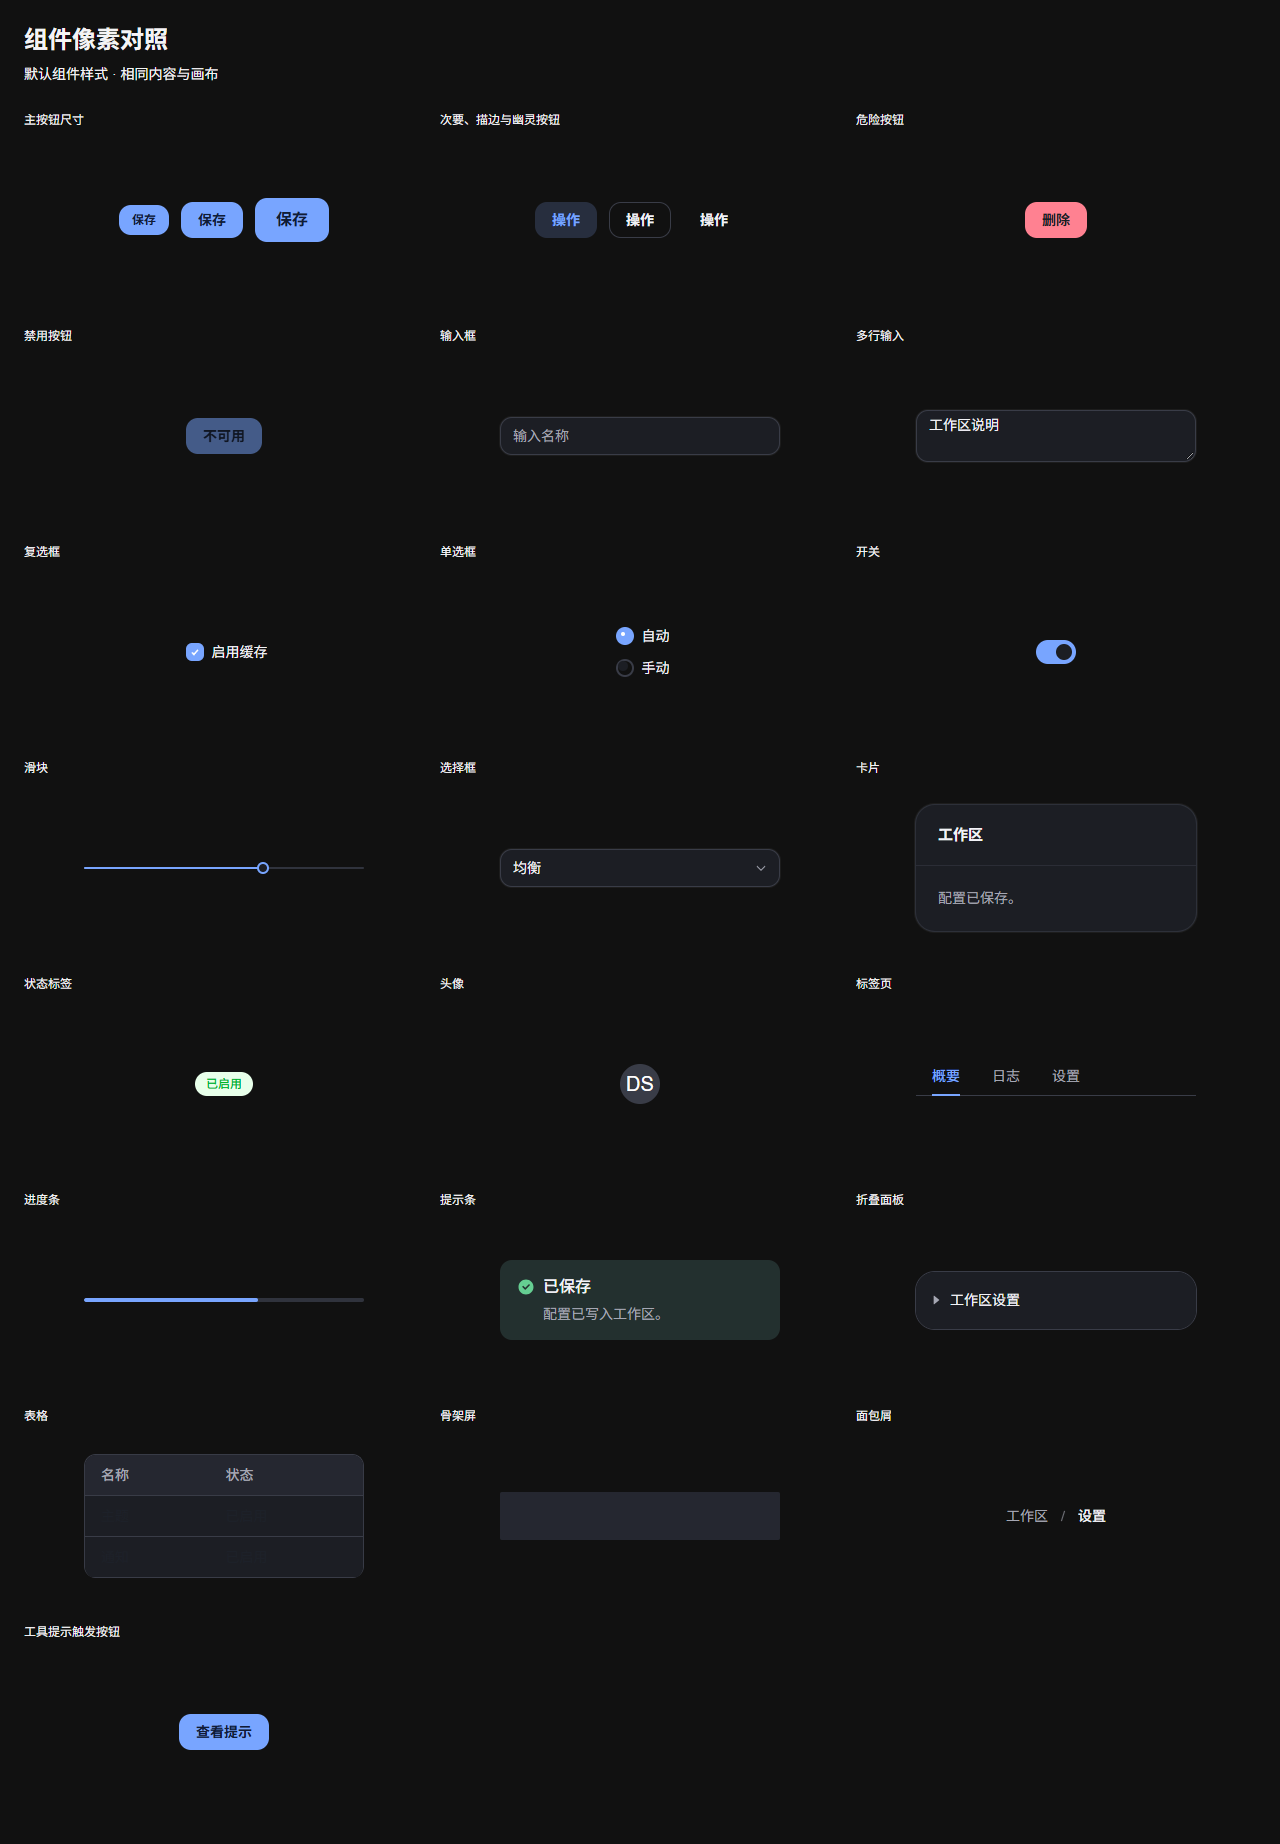 组件像素对照
默认组件样式 · 相同内容与画布
主按钮尺寸
次要、描边与幽灵按钮
危险按钮
保存 保存 保存
操作 操作 操作
删除
禁用按钮
输入框
多行输入
不可用
输入名称
工作区说明
复选框
单选框
开关
启用缓存
自动
手动
滑块
选择框
卡片
均衡
工作区
配置已保存。
状态标签
头像
标签页
已启用
DS
概要 日志 设置
进度条
提示条
折叠面板
已保存
配置已写入工作区。
工作区设置
表格
骨架屏
面包屑
名称 状态
工作区 / 设置
工具提示触发按钮
查看提示